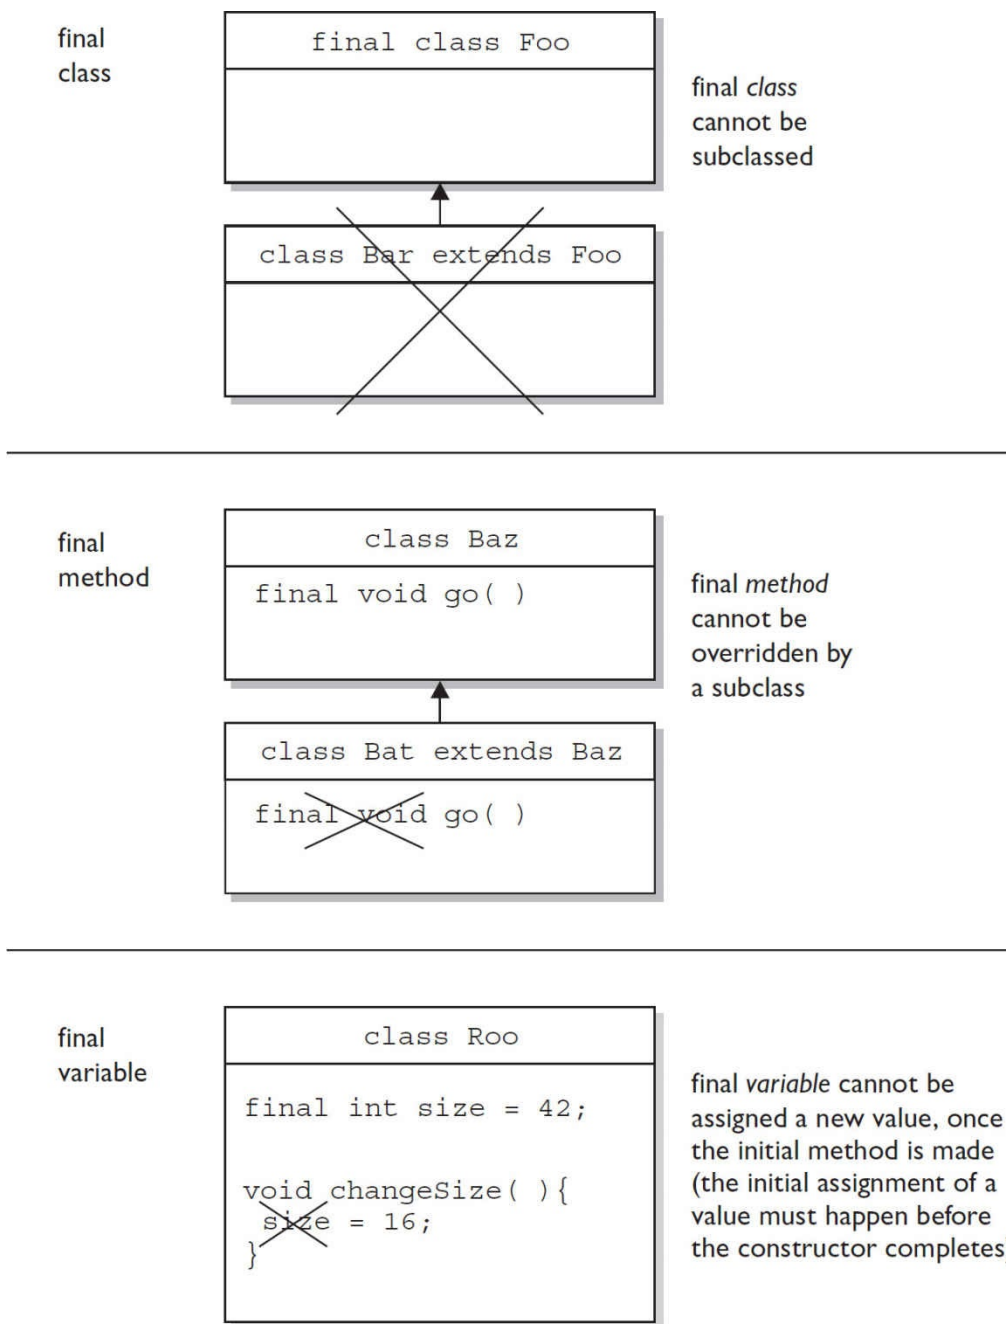 final
class
final class Foo
final class
cannot be
subclassed
class Bar extends Foo
final
method
class Baz
final void go( )
final method
cannot be
overridden by
a subclass
class Bat extends Baz
final void go( )
final
variable
class Roo
final int size = 42;
void changeSize( ){
size = 16;
}
final variable cannot be
assigned a new value, once
the initial method is made
(the initial assignment of a
value must happen before
the constructor completes)